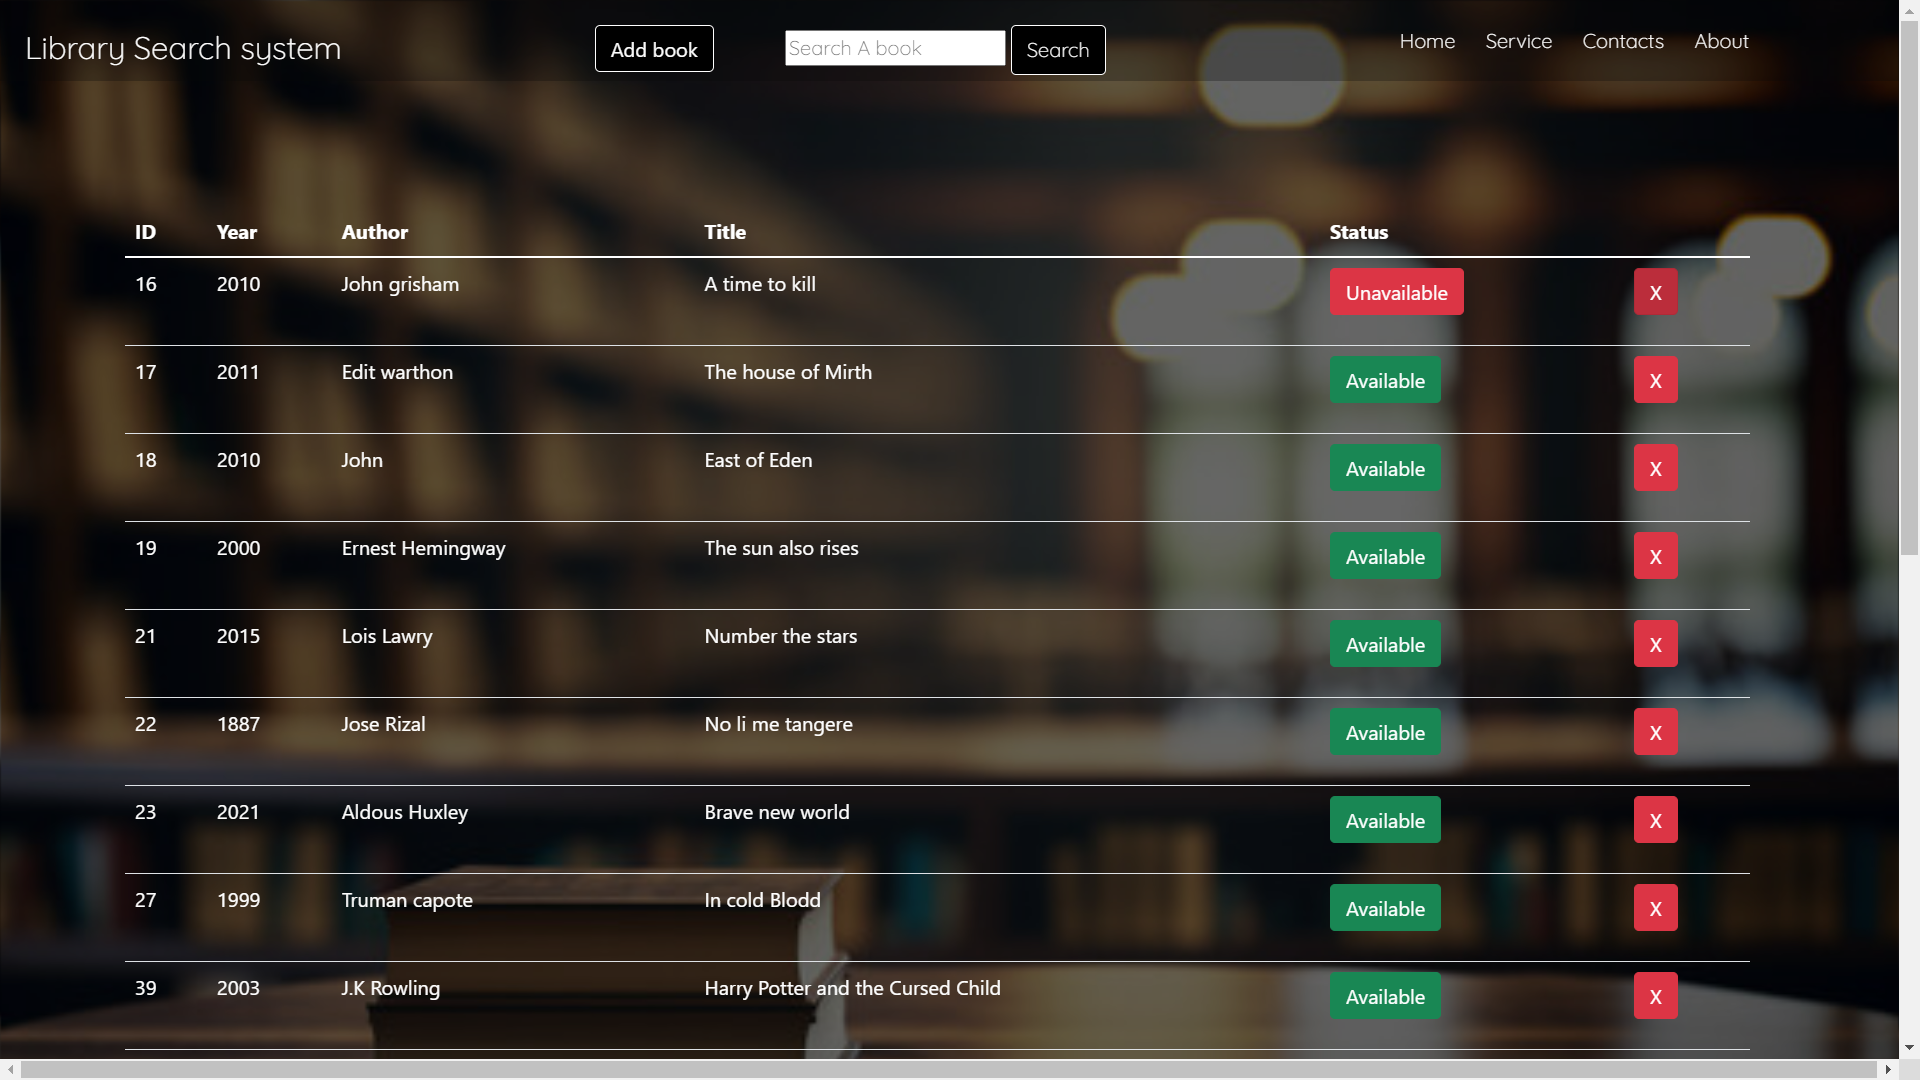 Library Search system Add book Search A book Search Home Service Contacts About
ID Year Author Title Status
16 2010 John grisham A time to kill Unavailable X
17 2011 Edit warthon The house of Mirth Available X
18 2010 John East of Eden Available X
19 2000 Ernest Hemingway The sun also rises Available X
21 2015 Lois Lawry Number the stars Available X
22 1887 Jose Rizal No li me tangere Available X
23 2021 Aldous Huxley Brave new world Available X
27 1999 Truman capote In cold Blodd Available X
39 2003 J.K Rowling Harry Potter and the Cursed Child Available X